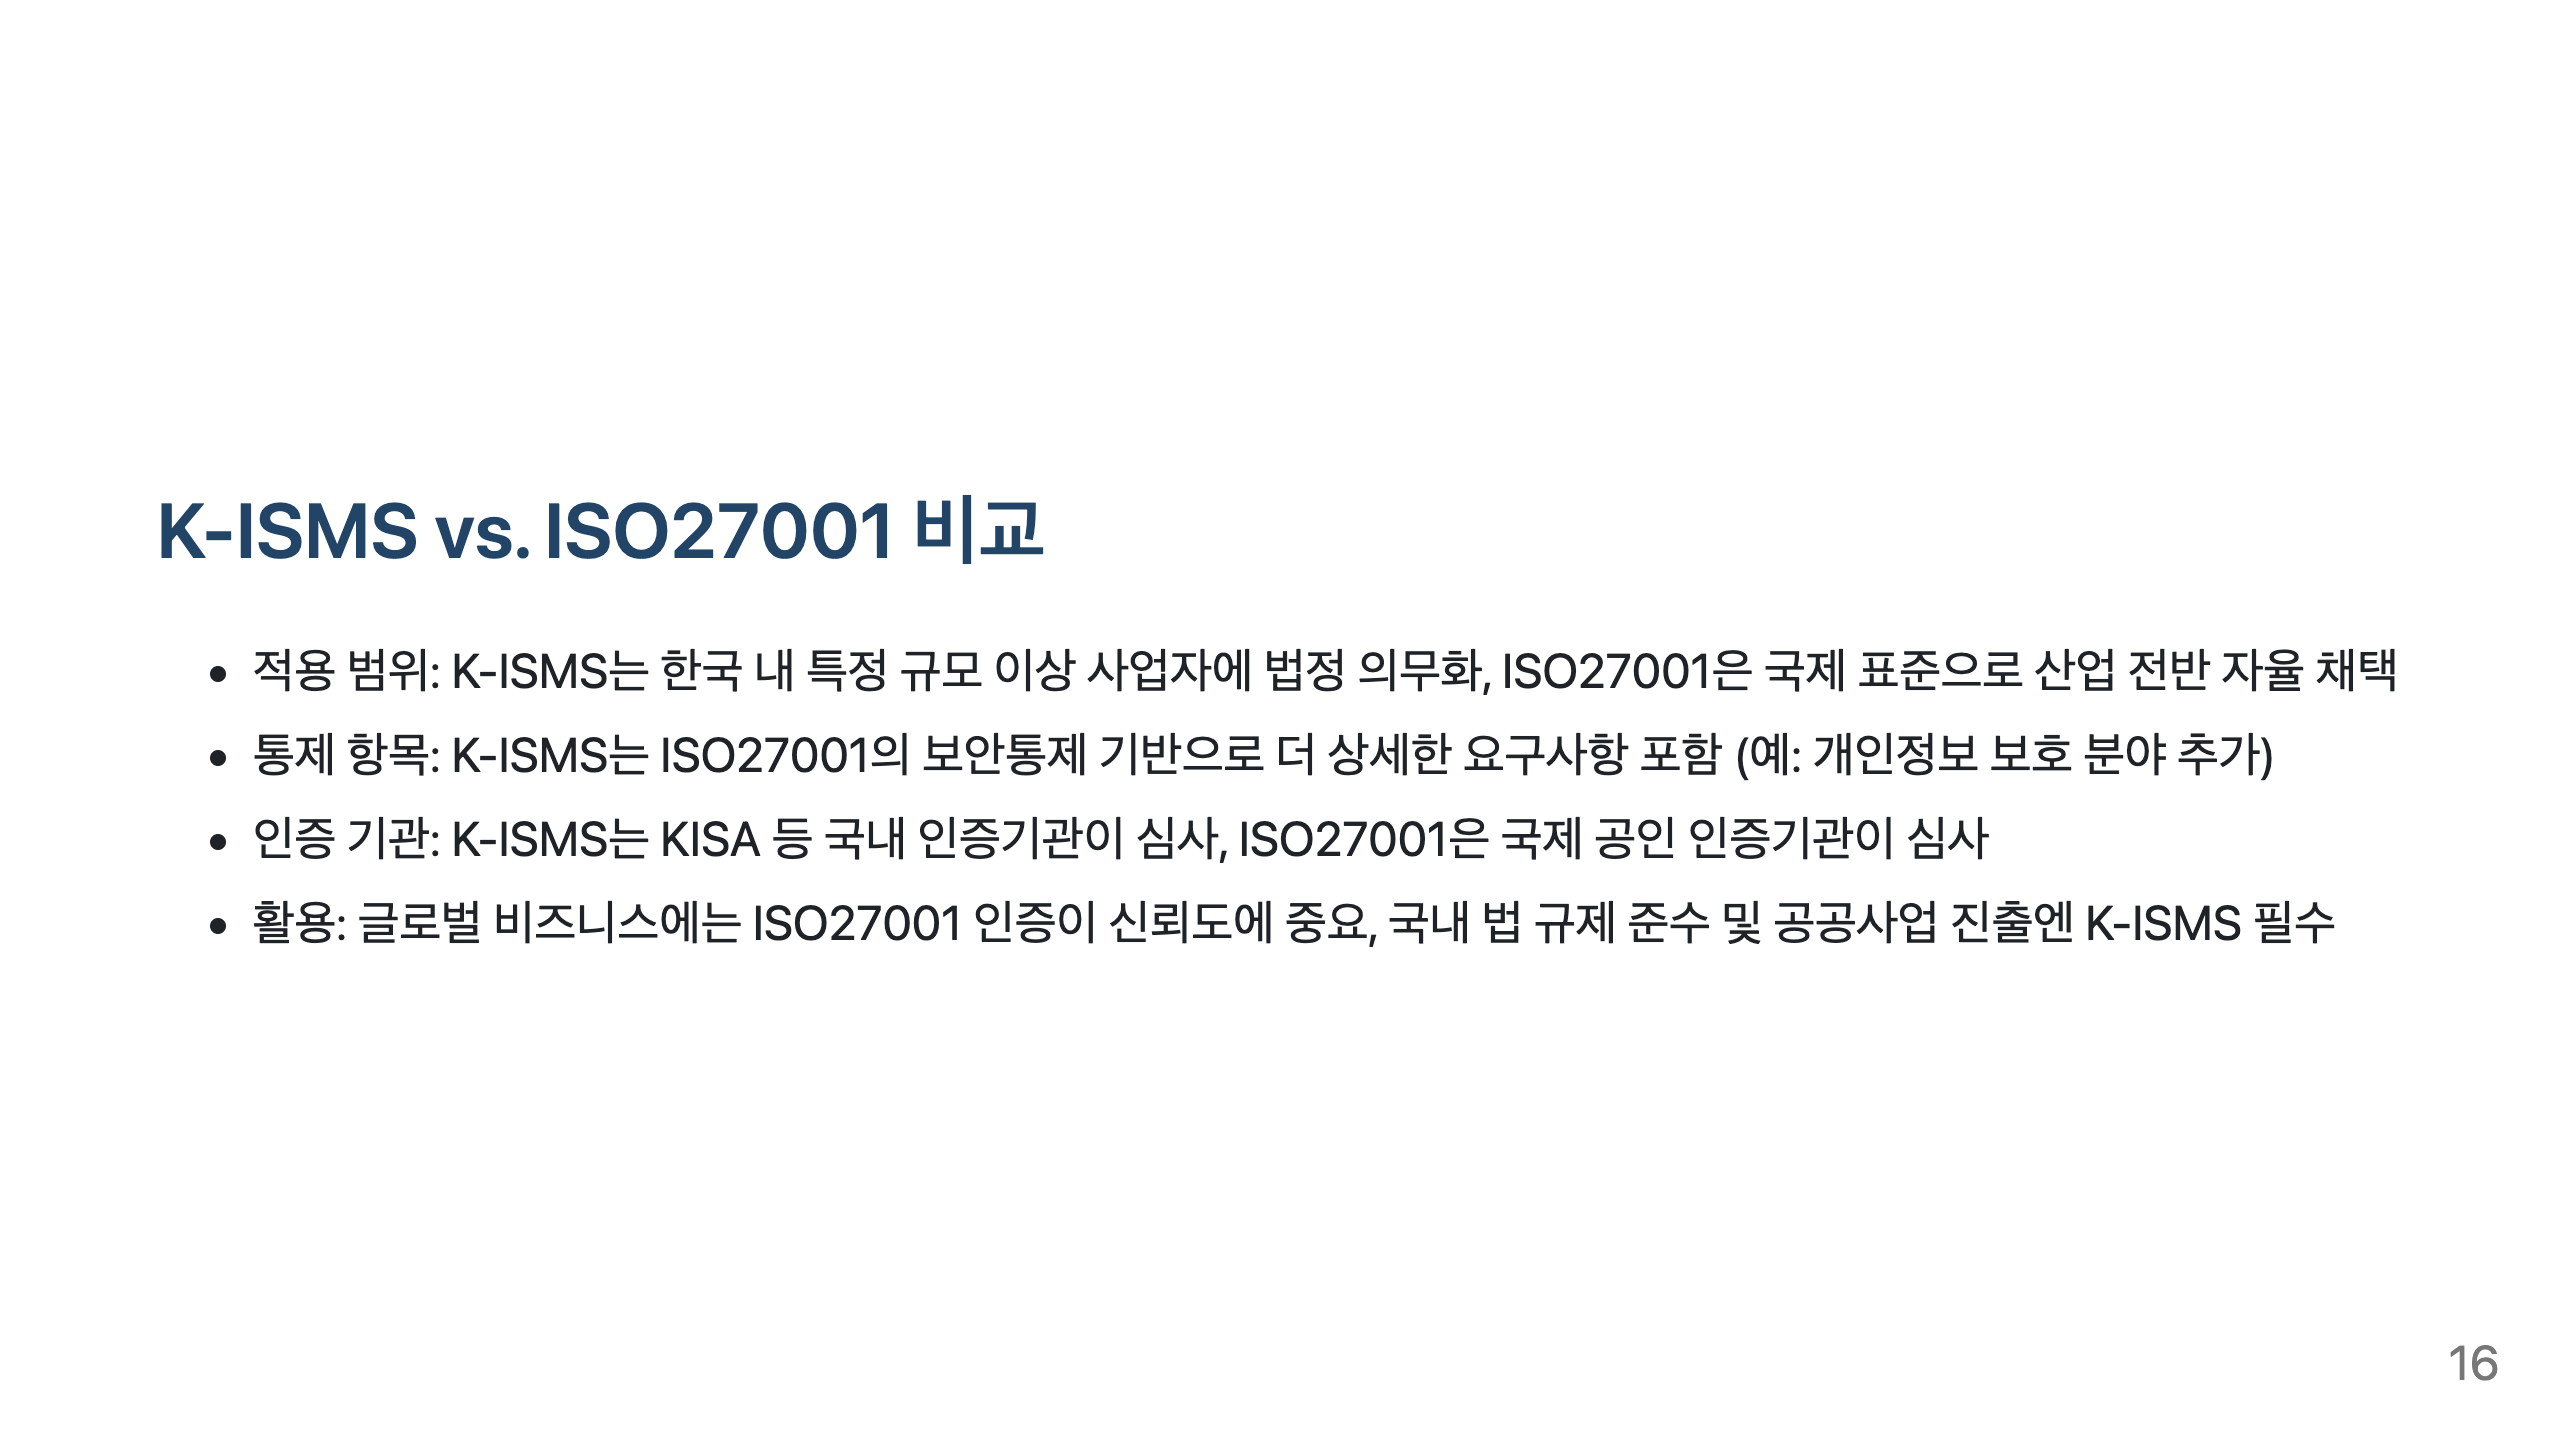 K-ISMS vs. ISO27001 비교
• 적용 범위: K-ISMS는 한국 내 특정 규모 이상 사업자에 법정 의무화, ISO27001은 국제 표준으로 산업 전반 자율 채택
• 통제 항목: K-ISMS는 ISO27001의 보안통제 기반으로 더 상세한 요구사항 포함 (예: 개인정보 보호 분야 추가)
• 인증 기관: K-ISMS는 KISA 등 국내 인증기관이 심사, ISO27001은 국제 공인 인증기관이 심사
• 활용: 글로벌 비즈니스에는 ISO27001 인증이 신뢰도에 중요, 국내 법 규제 준수 및 공공사업 진출엔 K-ISMS 필수
16